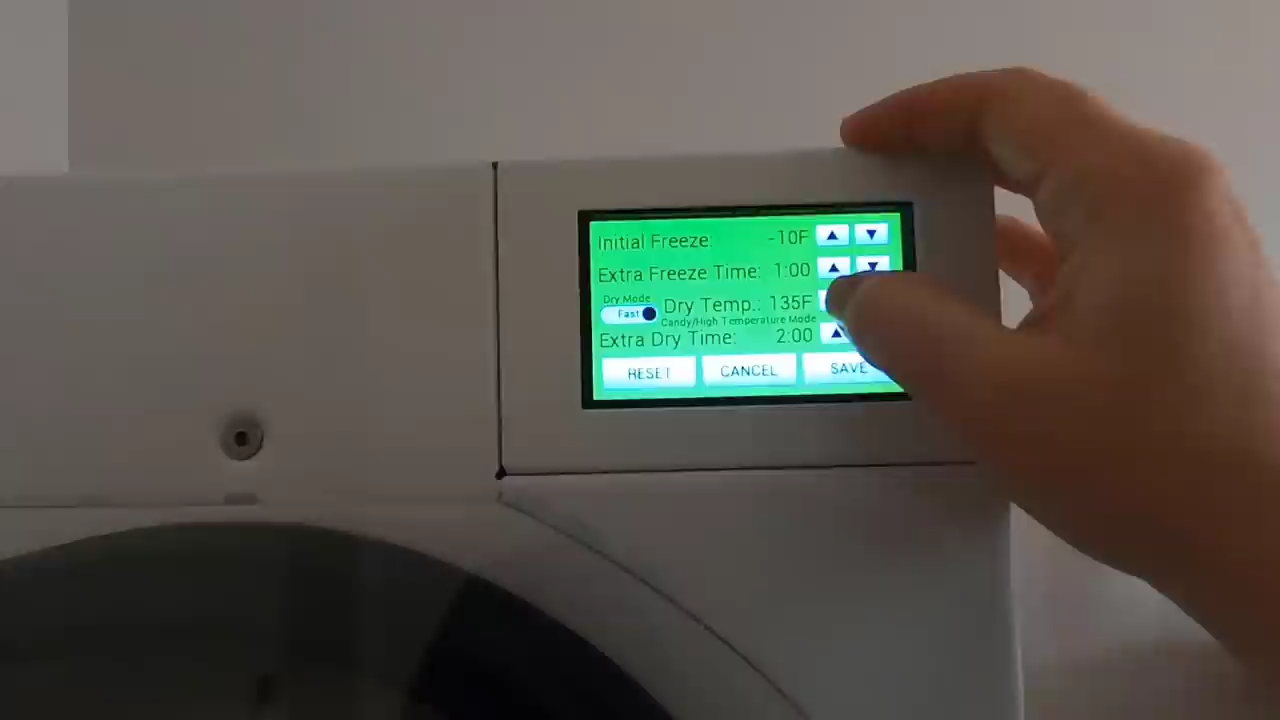 Initial Freeze: -10F ▲ ▼
Extra Freeze Time: 1:00 ▲ ▼
Dry Mode
Fast
Dry Temp.: 135F
Candy/High Temperature Mode
Extra Dry Time: 2:00 ▲
RESET CANCEL SAVE